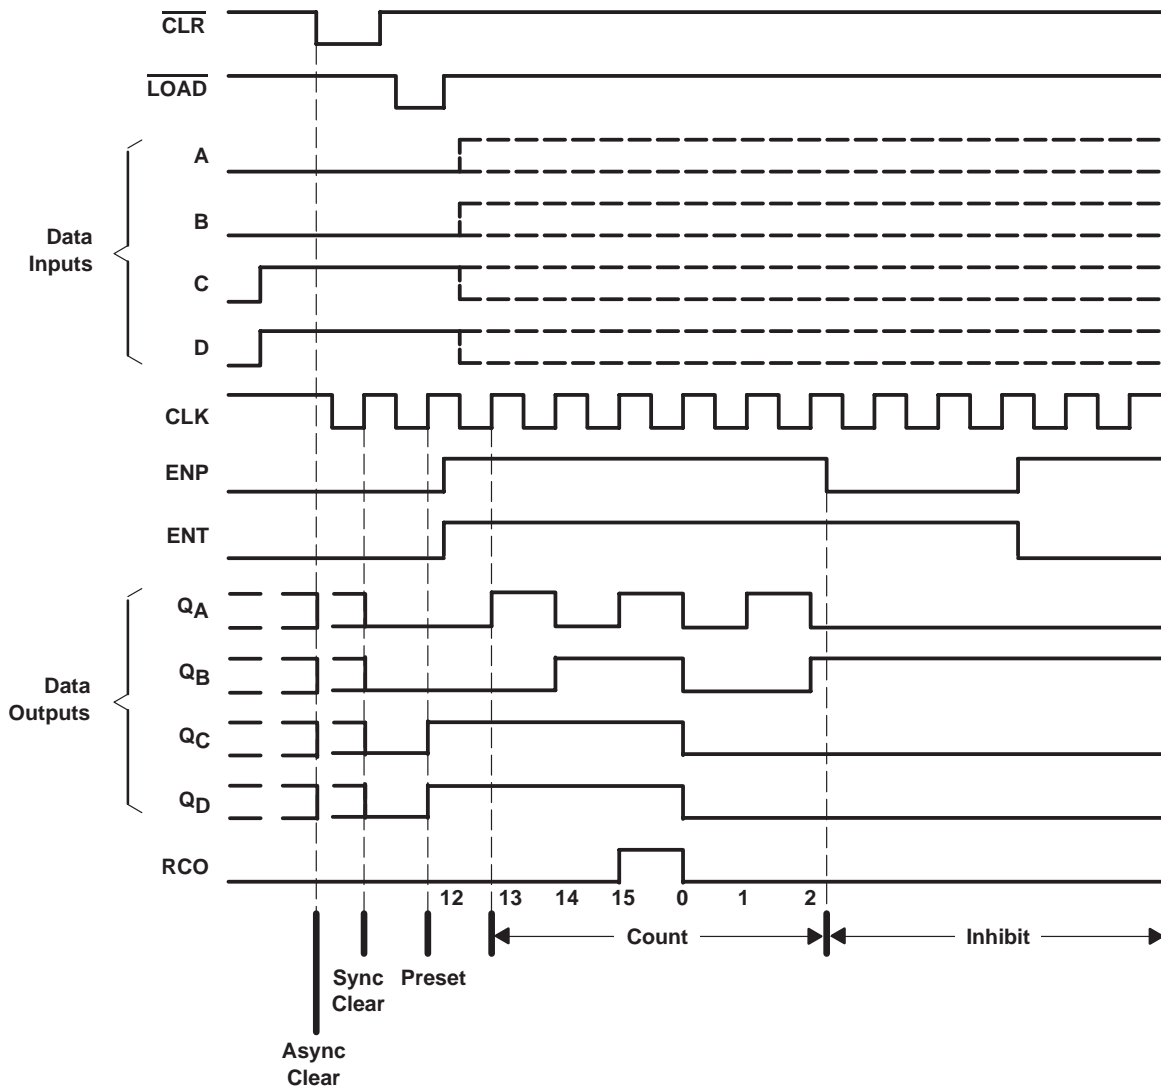 CLR
LOAD
A
B
Data
Inputs
C
D
CLK
ENP
ENT
QA
QB
Data
Outputs
QC
QD
RCO
12 13 14 15 0 1 2
Count Inhibit
Sync
Clear
Preset
Async
Clear